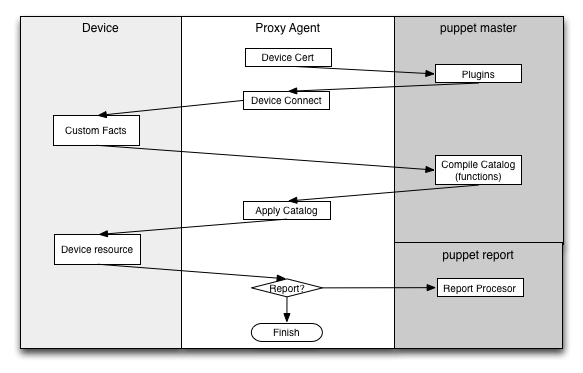 Device
Proxy Agent
puppet master
Device Cert
Plugins
Device Connect
Custom Facts
Compile Catalog
(functions)
Apply Catalog
Device resource
puppet report
Report?
Report Procesor
Finish